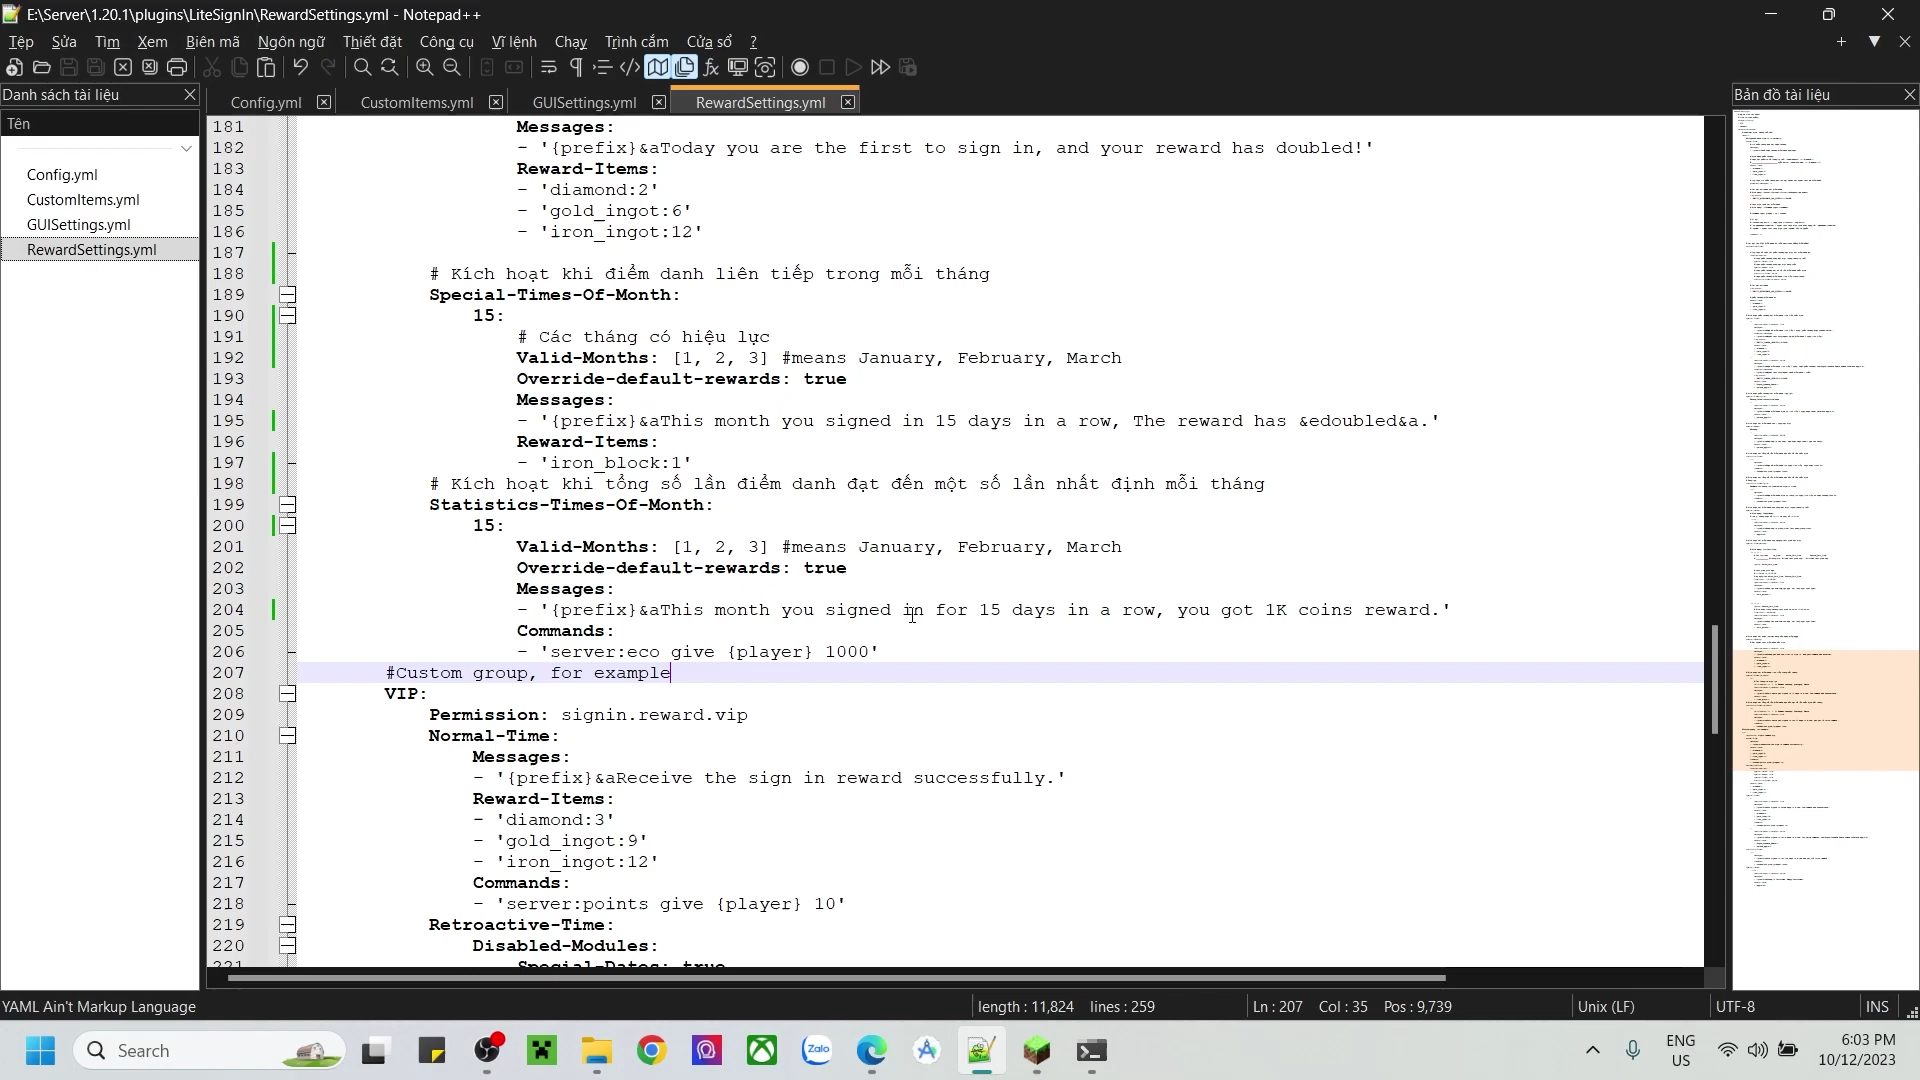 E:\Server\1.20.1\plugins\LiteSignIn\RewardSettings.yml - Notepad++
Tệp Sửa Tìm Xem Biên mã Ngôn ngữ Thiết đặt Công cụ Vĩ lệnh Chạy Trình cắm Cửa sổ ?
Danh sách tài liệu
Tên
Config.yml
CustomItems.yml
GUISettings.yml
RewardSettings.yml
Config.yml CustomItems.yml GUISettings.yml RewardSettings.yml
181 Messages:
182 - '{prefix}&aToday you are the first to sign in, and your reward has doubled!'
183 Reward-Items:
184 - 'diamond:2'
185 - 'gold_ingot:6'
186 - 'iron_ingot:12'
187
188 # Kích hoạt khi điểm danh liên tiếp trong mỗi tháng
189 Special-Times-Of-Month:
190 15:
191 # Các tháng có hiệu lực
192 Valid-Months: [1, 2, 3] #means January, February, March
193 Override-default-rewards: true
194 Messages:
195 - '{prefix}&aThis month you signed in 15 days in a row, The reward has &edoubled&a.'
196 Reward-Items:
197 - 'iron_block:1'
198 # Kích hoạt khi tổng số lần điểm danh đạt đến một số lần nhất định mỗi tháng
199 Statistics-Times-Of-Month:
200 15:
201 Valid-Months: [1, 2, 3] #means January, February, March
202 Override-default-rewards: true
203 Messages:
204 - '{prefix}&aThis month you signed in for 15 days in a row, you got 1K coins reward.'
205 Commands:
206 - 'server:eco give {player} 1000'
207 #Custom group, for example
208 VIP:
209 Permission: signin.reward.vip
210 Normal-Time:
211 Messages:
212 - '{prefix}&aReceive the sign in reward successfully.'
213 Reward-Items:
214 - 'diamond:3'
215 - 'gold_ingot:9'
216 - 'iron_ingot:12'
217 Commands:
218 - 'server:points give {player} 10'
219 Retroactive-Time:
220 Disabled-Modules:
221 Special-Dates: true
Bản đồ tài liệu
YAML Ain't Markup Language length : 11,824 lines : 259 Ln : 207 Col : 35 Pos : 9,739 Unix (LF) UTF-8 INS
Search
Zalo
ENG
US
6:03 PM
10/12/2023